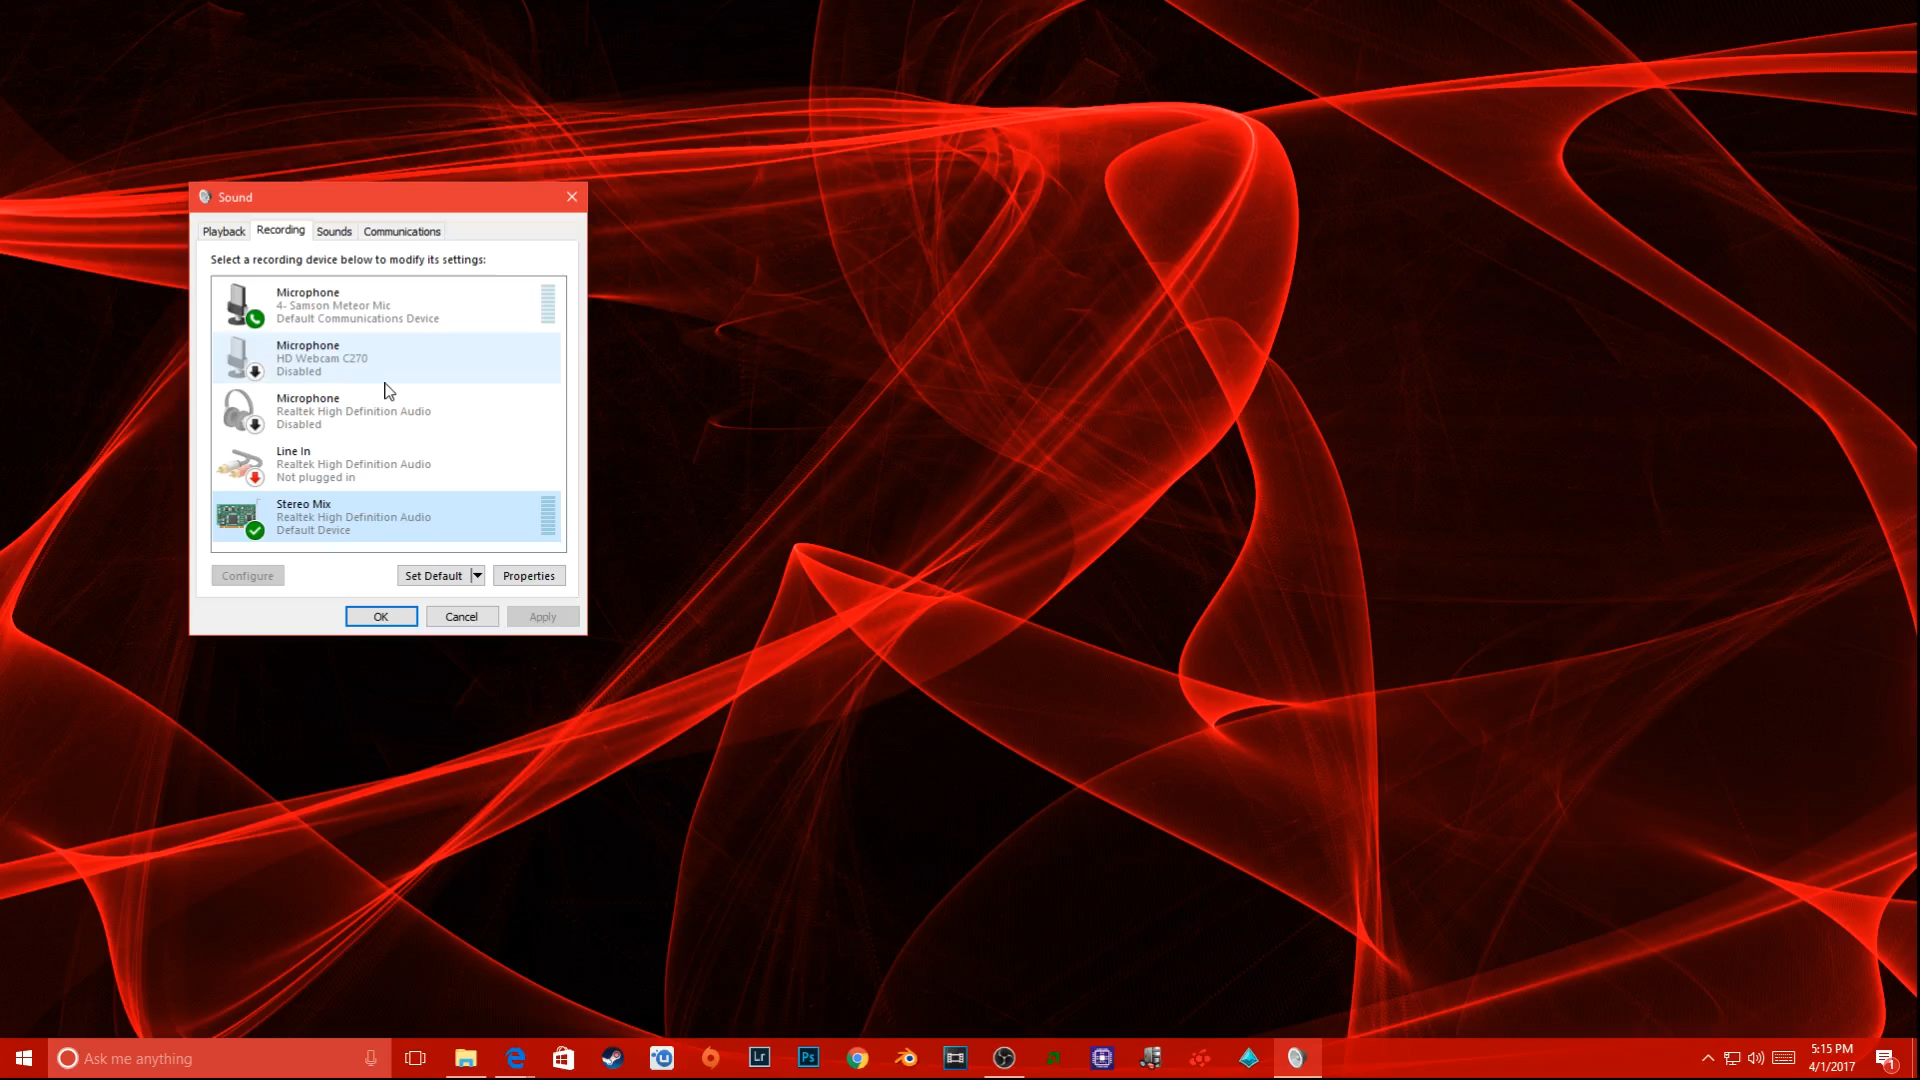 Sound
Playback
Recording
Sounds
Communications
Select a recording device below to modify its settings:
Microphone
4- Samson Meteor Mic
Default Communications Device
Microphone
HD Webcam C270
Disabled
Microphone
Realtek High Definition Audio
Disabled
Line In
Realtek High Definition Audio
Not plugged in
Stereo Mix
Realtek High Definition Audio
Default Device
Configure
Set Default
Properties
OK
Cancel
Apply
Ask me anything
Lr
Ps
5:15 PM
4/1/2017
1